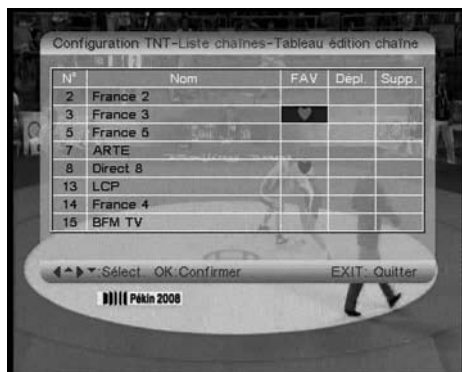 Configuration TNT-Liste chaînes-Tableau édition chaîne
N° Nom FAV Dépl. Supp.
2 France 2
3 France 3
5 France 5
7 ARTE
8 Direct 8
13 LCP
14 France 4
15 BFM TV
:Sélect. OK:Confirmer EXIT: Quitter
Pékin 2008